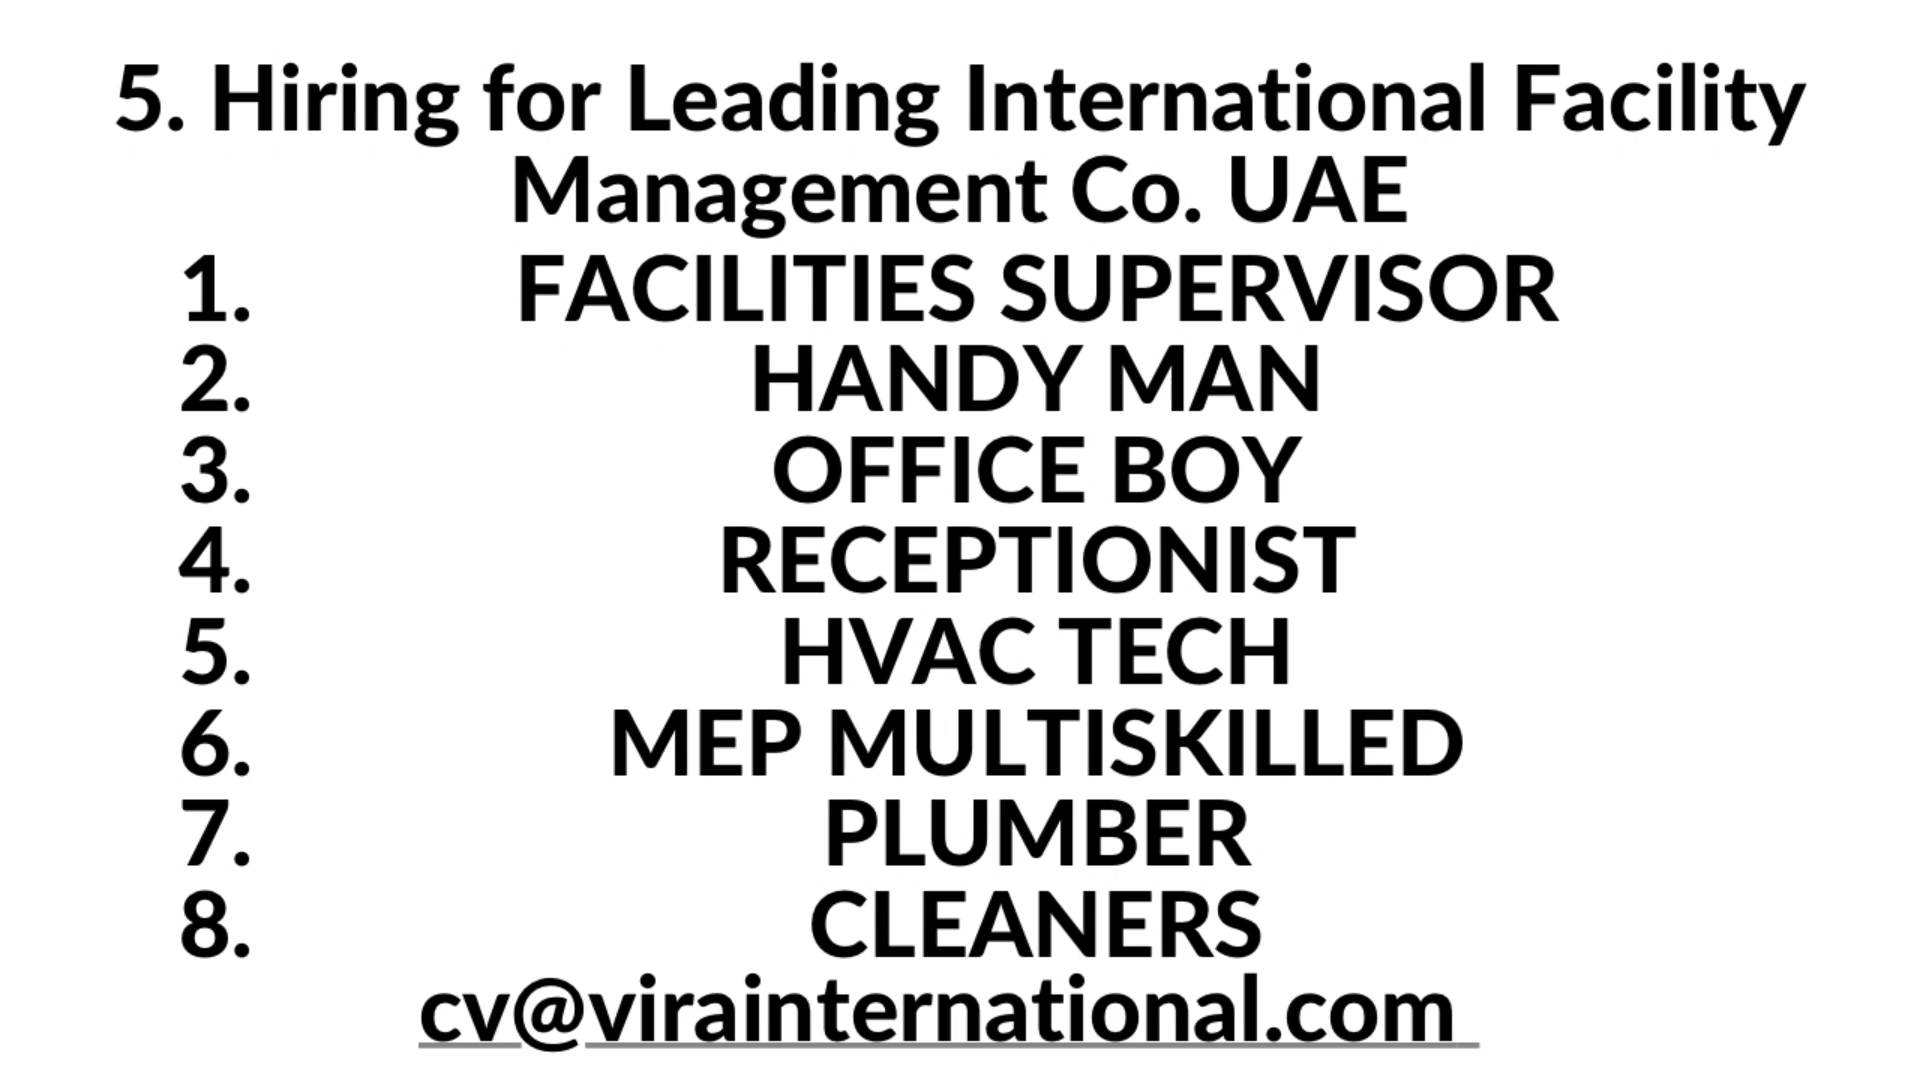 5. Hiring for Leading International Facility
Management Co. UAE
1. FACILITIES SUPERVISOR
2. HANDY MAN
3. OFFICE BOY
4. RECEPTIONIST
5. HVAC TECH
6. MEP MULTISKILLED
7. PLUMBER
8. CLEANERS
cv@virainternational.com